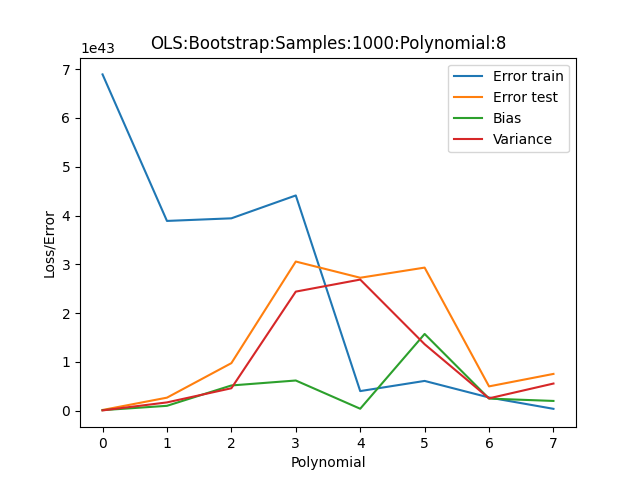 OLS:Bootstrap:Samples:1000:Polynomial:8
1e43
Error train
Error test
Bias
Variance
7
6
5
4
3
2
1
0
Loss/Error
0 1 2 3 4 5 6 7
Polynomial